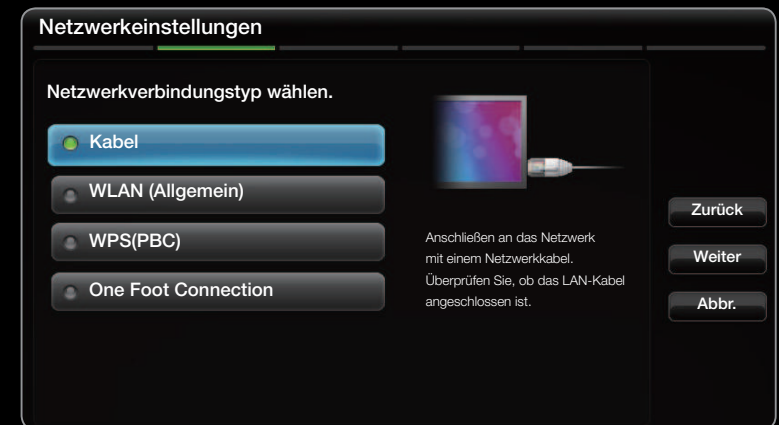 Netzwerkeinstellungen
Netzwerkverbindungstyp wählen.
Kabel
WLAN (Allgemein)
WPS(PBC)
One Foot Connection
Anschließen an das Netzwerk
mit einem Netzwerkkabel.
Überprüfen Sie, ob das LAN-Kabel
angeschlossen ist.
Zurück
Weiter
Abbr.